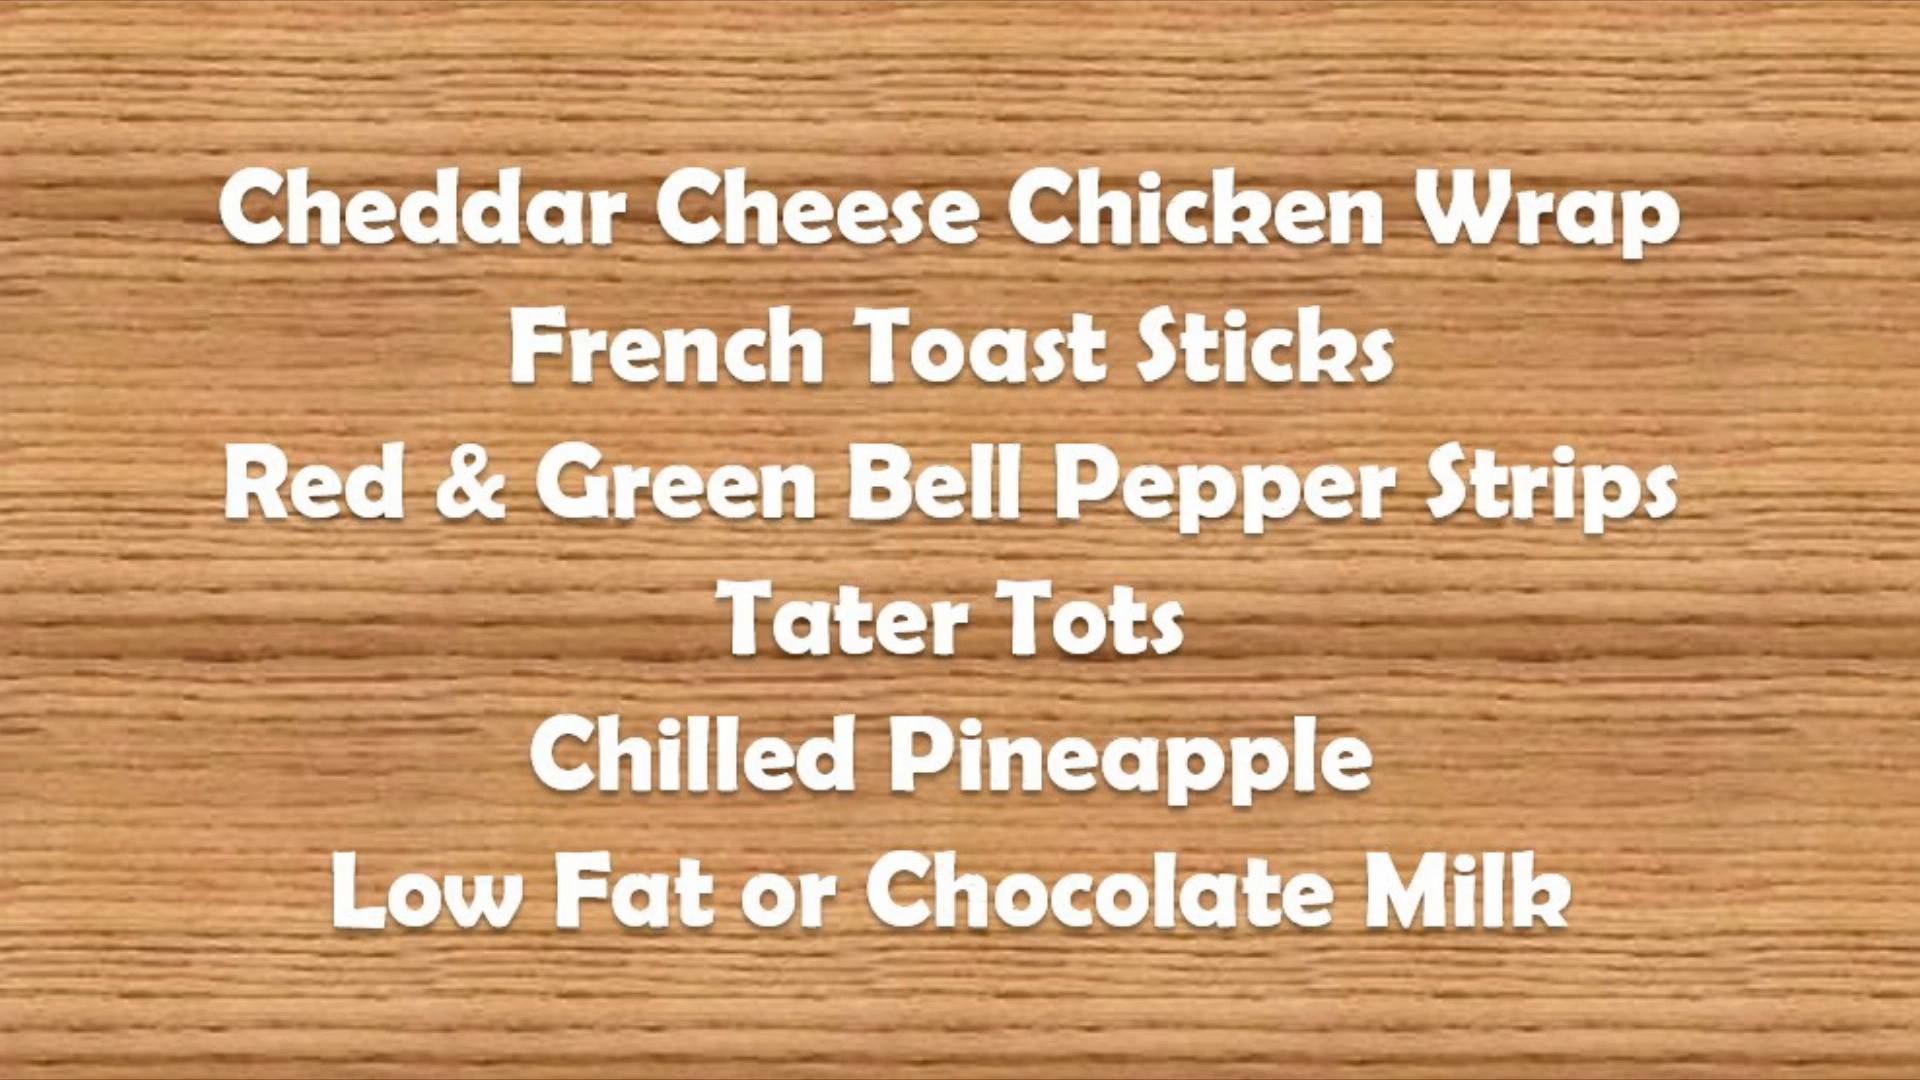 Cheddar Cheese Chicken Wrap
French Toast Sticks
Red & Green Bell Pepper Strips
Tater Tots
Chilled Pineapple
Low Fat or Chocolate Milk